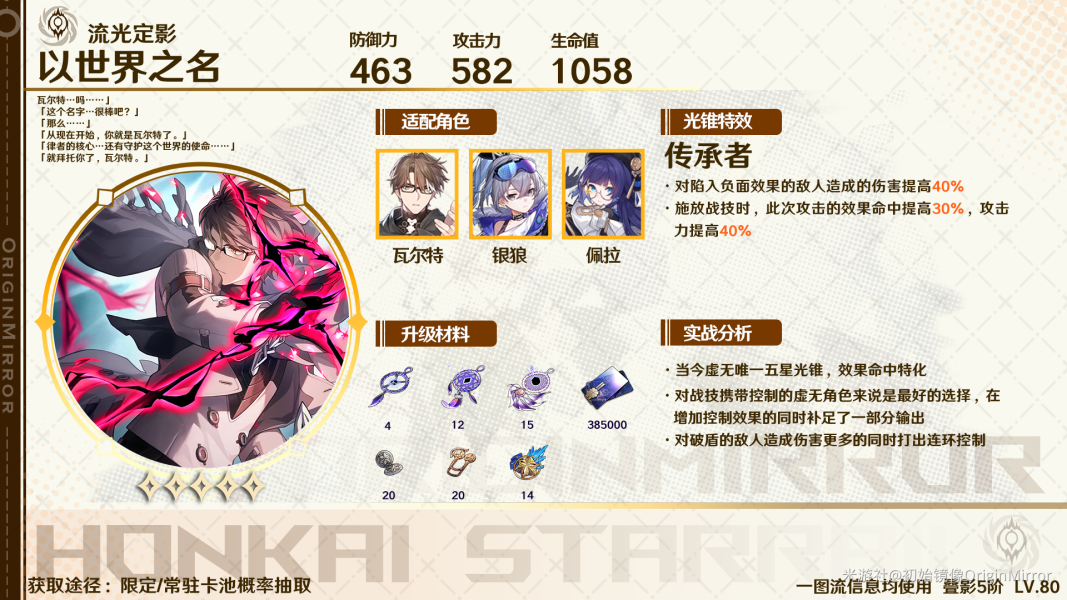 流光定影
以世界之名
防御力
463
攻击力
582
生命值
1058
瓦尔特…吗……」
「这个名字…很棒吧？」
「那么……」
「从现在开始，你就是瓦尔特了。」
「律者的核心…还有守护这个世界的使命……」
「就拜托你了，瓦尔特。」
适配角色
瓦尔特
银狼
佩拉
光锥特效
传承者
· 对陷入负面效果的敌人造成的伤害提高40%
· 施放战技时，此次攻击的效果命中提高30%，攻击
力提高40%
升级材料
4
12
15
385000
20
20
14
实战分析
· 当今虚无唯一五星光锥，效果命中特化
· 对战技携带控制的虚无角色来说是最好的选择，在
增加控制效果的同时补足了一部分输出
· 对破盾的敌人造成伤害更多的同时打出连环控制
ORIGINMIRROR
HONKAI STARRAIL
获取途径：限定/常驻卡池概率抽取
米游社@初始镜像OriginMirror
一图流信息均使用 叠影5阶 LV.80